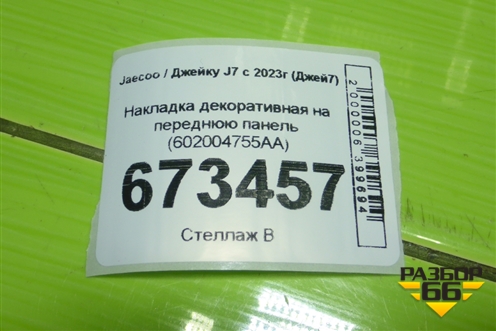 Jaecoo / Джейку J7 с 2023г (Джей7)
Накладка декоративная на
переднюю панель
(602004755AA)
673457
Стеллаж В
2000006399694
РАЗБОР
66